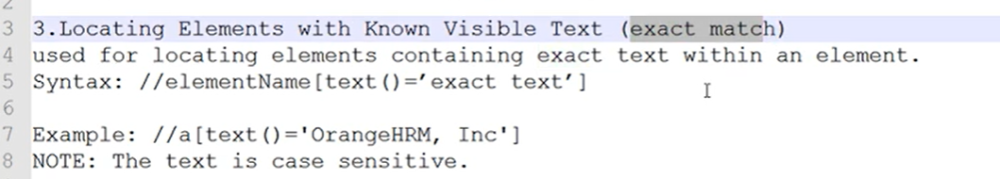 2
3 3.Locating Elements with Known Visible Text (exact match)
4 used for locating elements containing exact text within an element.
5 Syntax: //elementName[text()=’exact text’]
6
7 Example: //a[text()='OrangeHRM, Inc']
8 NOTE: The text is case sensitive.